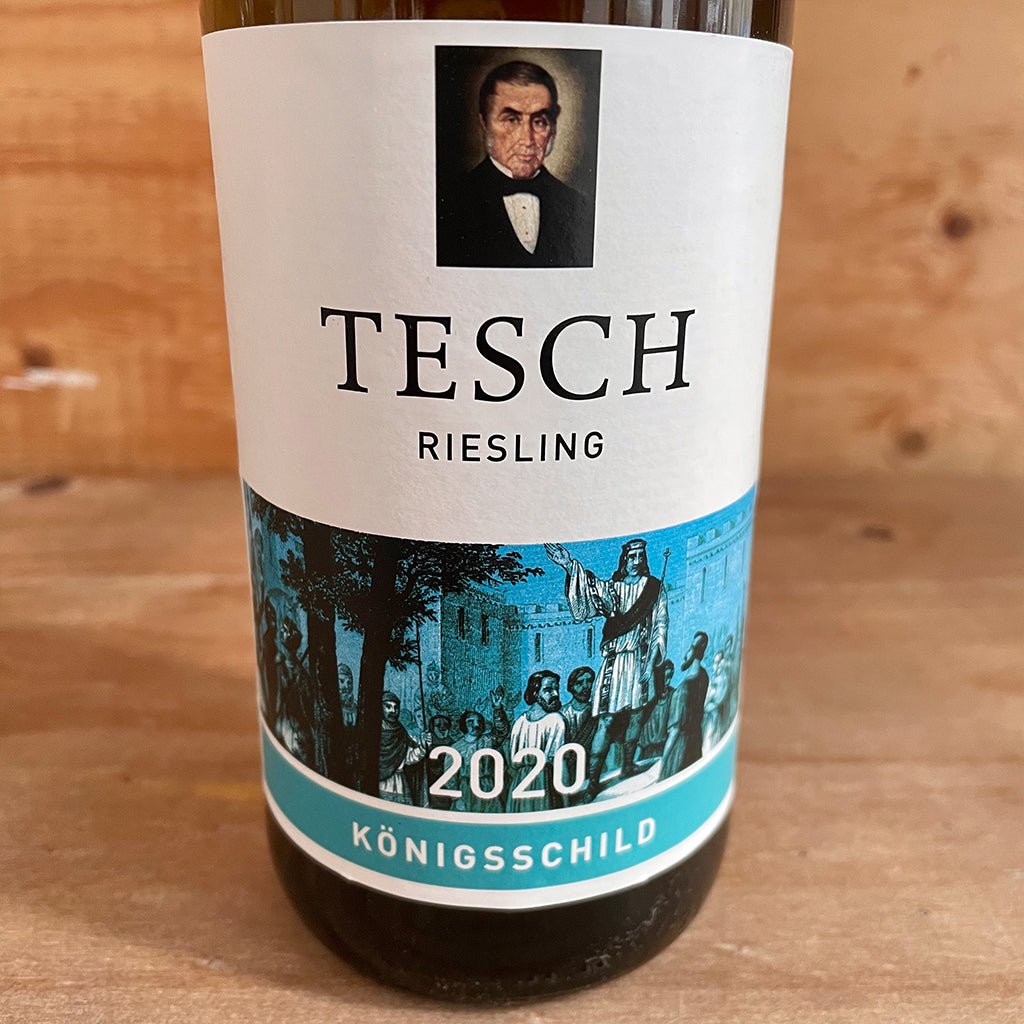 TESCH
RIESLING
2020
KÖNIGSSCHILD